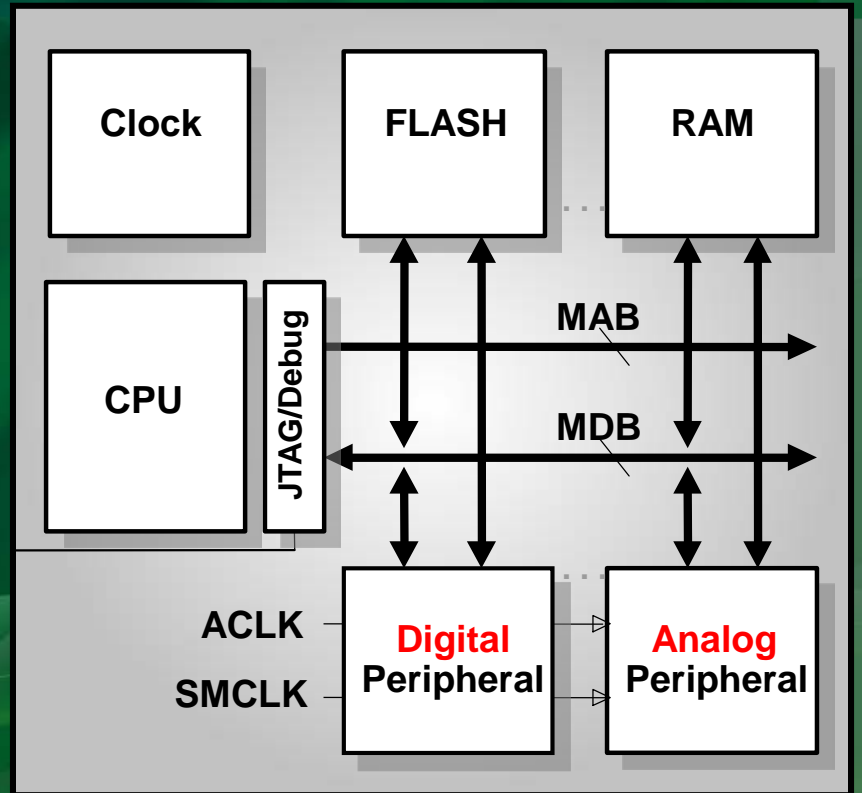 Clock
FLASH
RAM
...
CPU
JTAG/Debug
MAB
MDB
...
ACLK
SMCLK
Digital
Peripheral
Analog
Peripheral